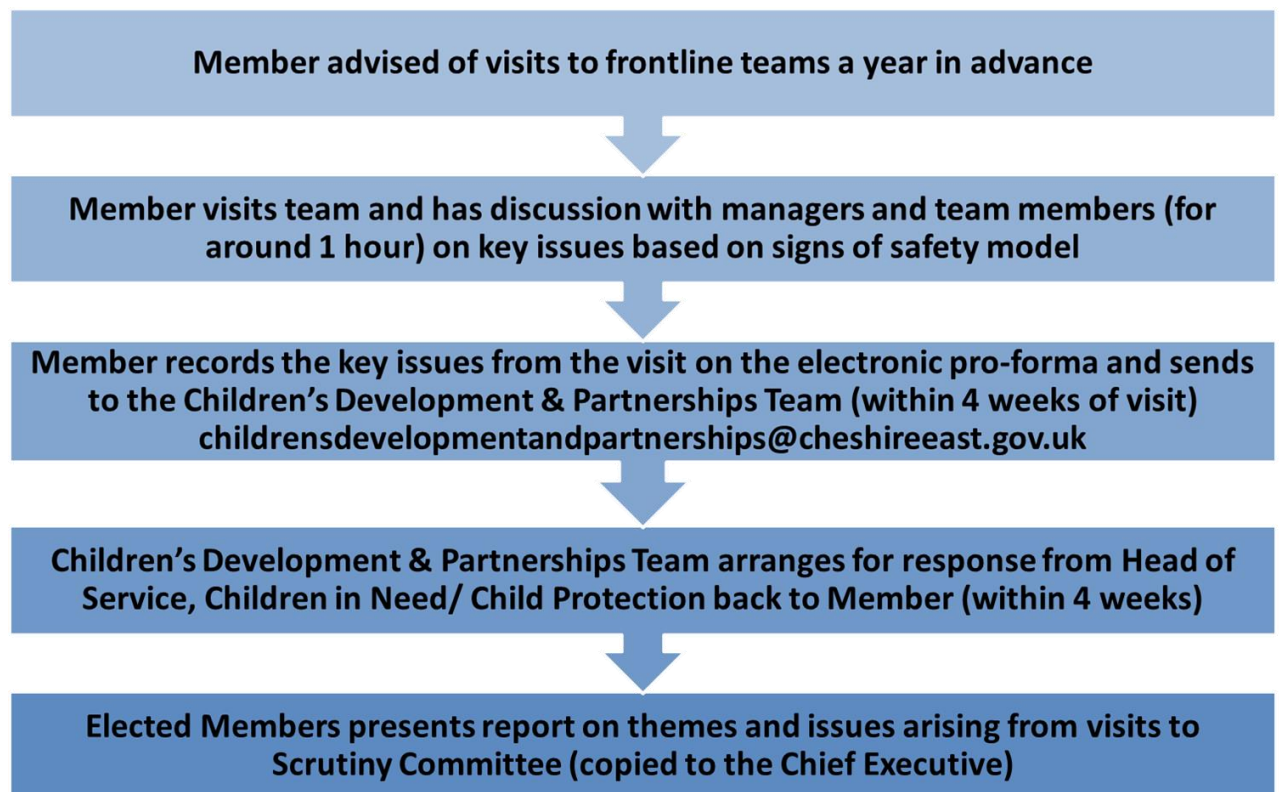 Member advised of visits to frontline teams a year in advance
Member visits team and has discussion with managers and team members (for
around 1 hour) on key issues based on signs of safety model
Member records the key issues from the visit on the electronic pro-forma and sends
to the Children’s Development & Partnerships Team (within 4 weeks of visit)
childrensdevelopmentandpartnerships@cheshireeast.gov.uk
Children’s Development & Partnerships Team arranges for response from Head of
Service, Children in Need/ Child Protection back to Member (within 4 weeks)
Elected Members presents report on themes and issues arising from visits to
Scrutiny Committee (copied to the Chief Executive)